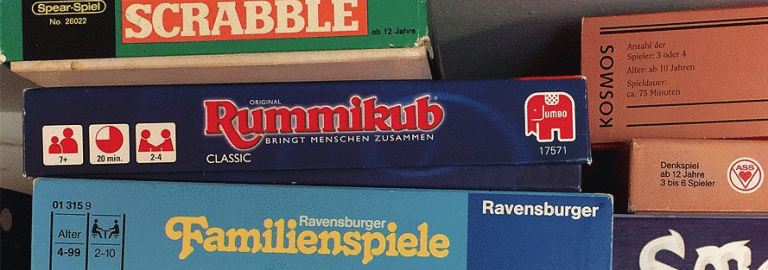 Spear-Spiel
No. 26022
SCRABBLE
ab 12 Jahre
KOSMOS
Anzahl der
Spieler: 3 oder 4
Alter: ab 10 Jahren
Spieldauer:
ca. 75 Minuten
ORIGINAL
Rummikub®
BRINGT MENSCHEN ZUSAMMEN
CLASSIC
7+
20 min.
2-4
JUMBO
17571
Denkspiel
ab 12 Jahre
3 bis 6 Spieler
ASS
01 315 9
Alter
4-99
2-10
Ravensburger
Familienspiele
Ravensburger